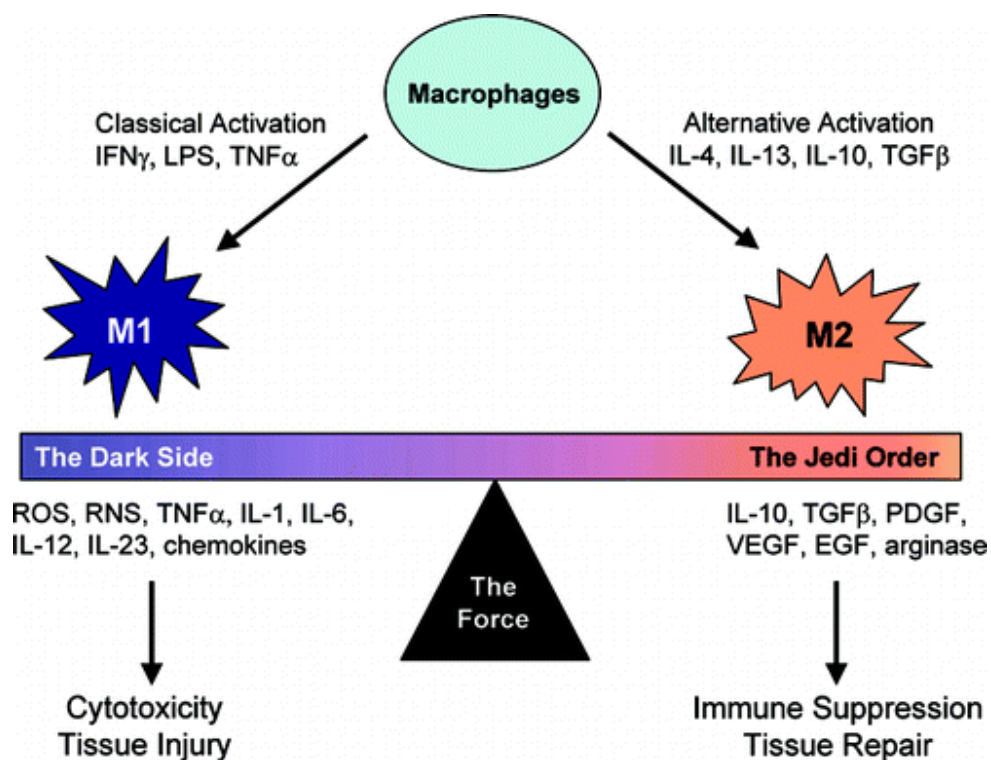 Macrophages
Classical Activation
IFNγ, LPS, TNFα
Alternative Activation
IL-4, IL-13, IL-10, TGFβ
M1
M2
The Dark Side
The Jedi Order
ROS, RNS, TNFα, IL-1, IL-6,
IL-12, IL-23, chemokines
IL-10, TGFβ, PDGF,
VEGF, EGF, arginase
The
Force
Cytotoxicity
Tissue Injury
Immune Suppression
Tissue Repair